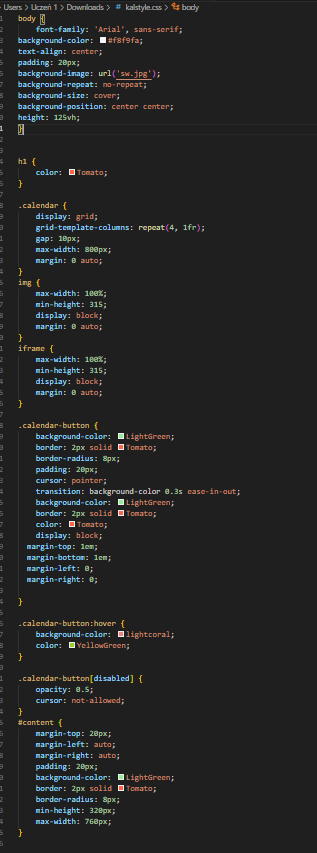 Users > Uczeń 1 > Downloads > kalstyle.css > body
body {
font-family: 'Arial', sans-serif;
background-color: #f8f9fa;
text-align: center;
padding: 20px;
background-image: url('sw.jpg');
background-repeat: no-repeat;
background-size: cover;
background-position: center center;
height: 125vh;
}
h1 {
color: Tomato;
}
.calendar {
display: grid;
grid-template-columns: repeat(4, 1fr);
gap: 10px;
max-width: 800px;
margin: 0 auto;
}
img {
max-width: 100%;
min-height: 315;
display: block;
margin: 0 auto;
}
iframe {
max-width: 100%;
min-height: 315;
display: block;
margin: 0 auto;
}
.calendar-button {
background-color: LightGreen;
border: 2px solid Tomato;
border-radius: 8px;
padding: 20px;
cursor: pointer;
transition: background-color 0.3s ease-in-out;
background-color: LightGreen;
border: 2px solid Tomato;
color: Tomato;
display: block;
margin-top: 1em;
margin-bottom: 1em;
margin-left: 0;
margin-right: 0;
}
.calendar-button:hover {
background-color: lightcoral;
color: YellowGreen;
}
.calendar-button[disabled] {
opacity: 0.5;
cursor: not-allowed;
}
#content {
margin-top: 20px;
margin-left: auto;
margin-right: auto;
padding: 20px;
background-color: LightGreen;
border: 2px solid Tomato;
border-radius: 8px;
min-height: 320px;
max-width: 760px;
}